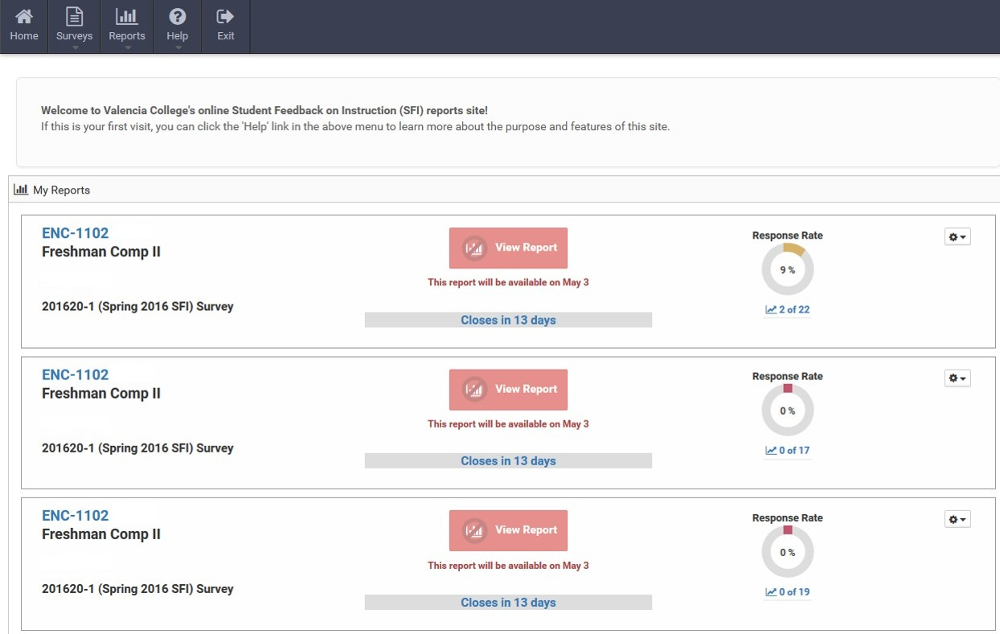 Home Surveys Reports Help Exit
Welcome to Valencia College's online Student Feedback on Instruction (SFI) reports site!
If this is your first visit, you can click the 'Help' link in the above menu to learn more about the purpose and features of this site.
My Reports
ENC-1102
Freshman Comp II
201620-1 (Spring 2016 SFI) Survey
View Report
This report will be available on May 3
Closes in 13 days
Response Rate
9 %
2 of 22
ENC-1102
Freshman Comp II
201620-1 (Spring 2016 SFI) Survey
View Report
This report will be available on May 3
Closes in 13 days
Response Rate
0 %
0 of 17
ENC-1102
Freshman Comp II
201620-1 (Spring 2016 SFI) Survey
View Report
This report will be available on May 3
Closes in 13 days
Response Rate
0 %
0 of 19